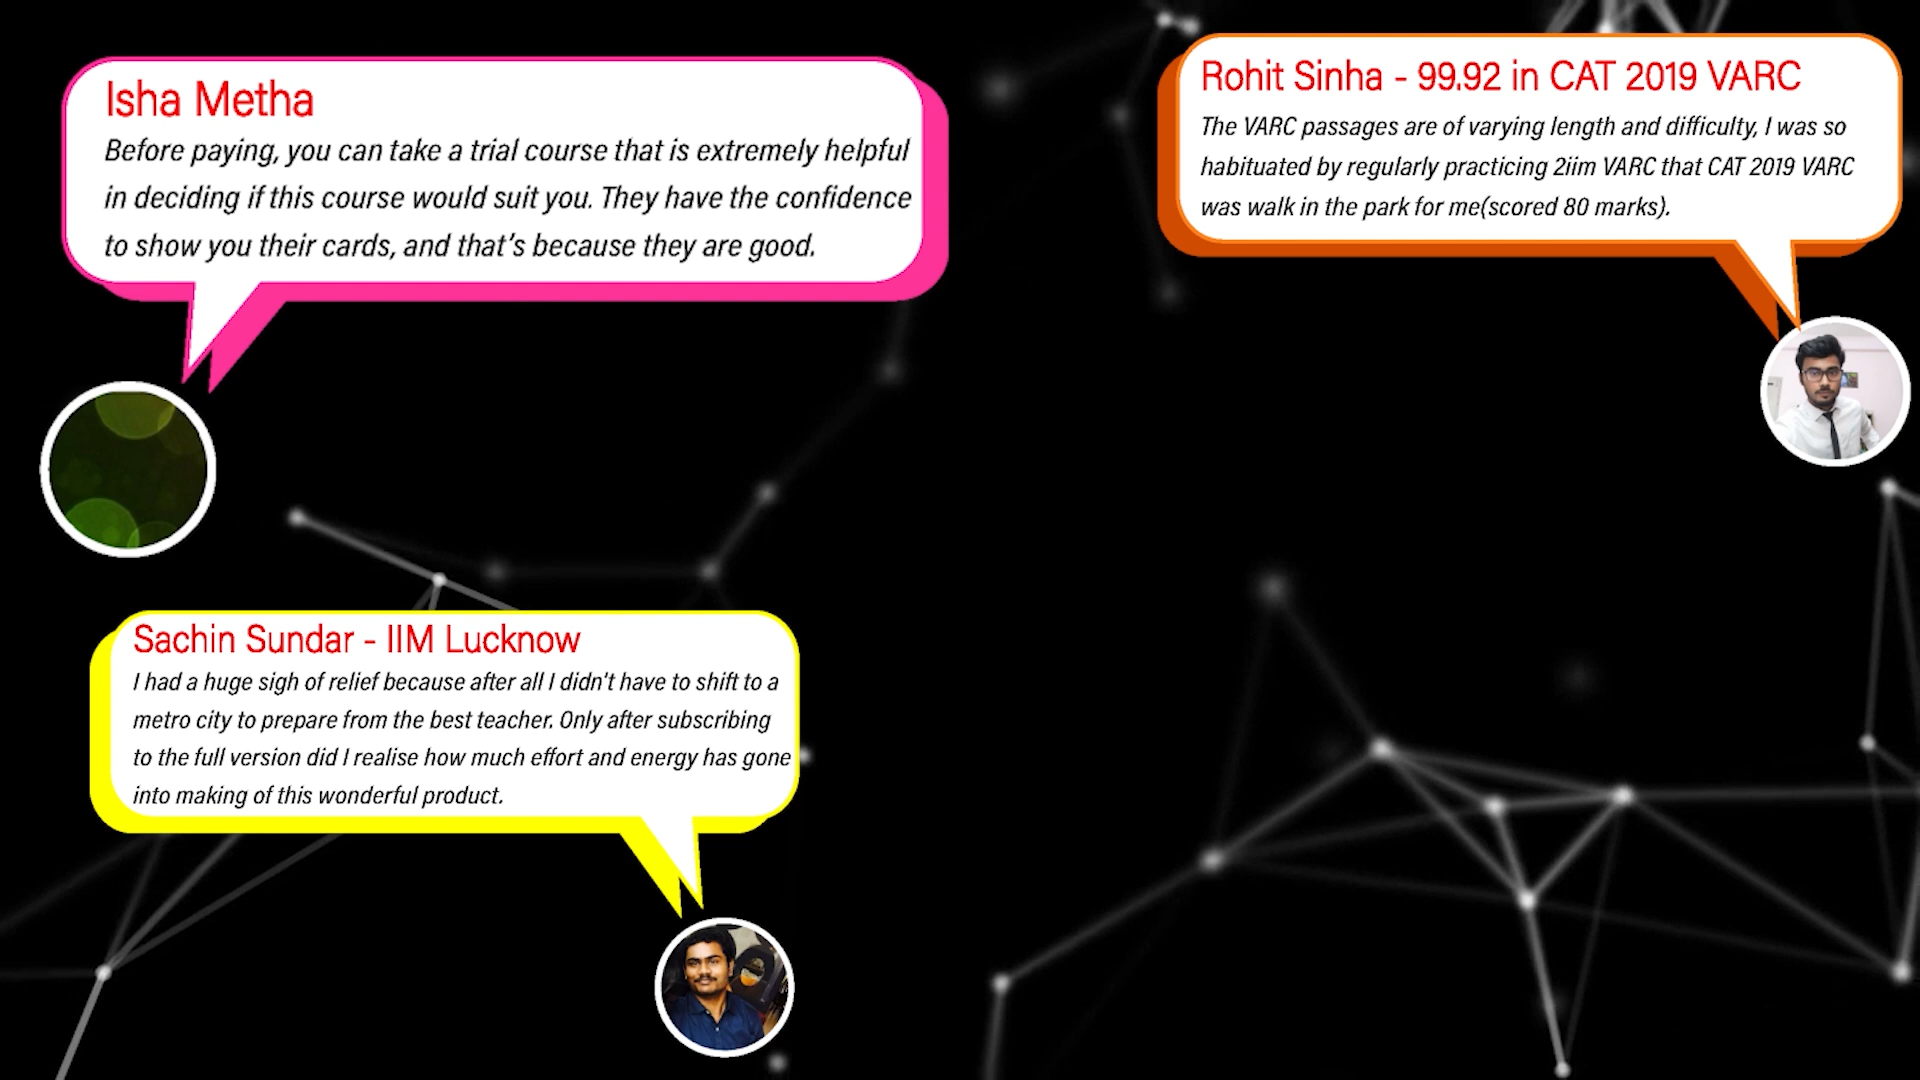 Isha Metha
Before paying, you can take a trial course that is extremely helpful
in deciding if this course would suit you. They have the confidence
to show you their cards, and that's because they are good.
Rohit Sinha - 99.92 in CAT 2019 VARC
The VARC passages are of varying length and difficulty, I was so
habituated by regularly practicing 2iim VARC that CAT 2019 VARC
was walk in the park for me(scored 80 marks).
Sachin Sundar - IIM Lucknow
I had a huge sigh of relief because after all I didn't have to shift to a
metro city to prepare from the best teacher. Only after subscribing
to the full version did I realise how much effort and energy has gone
into making of this wonderful product.